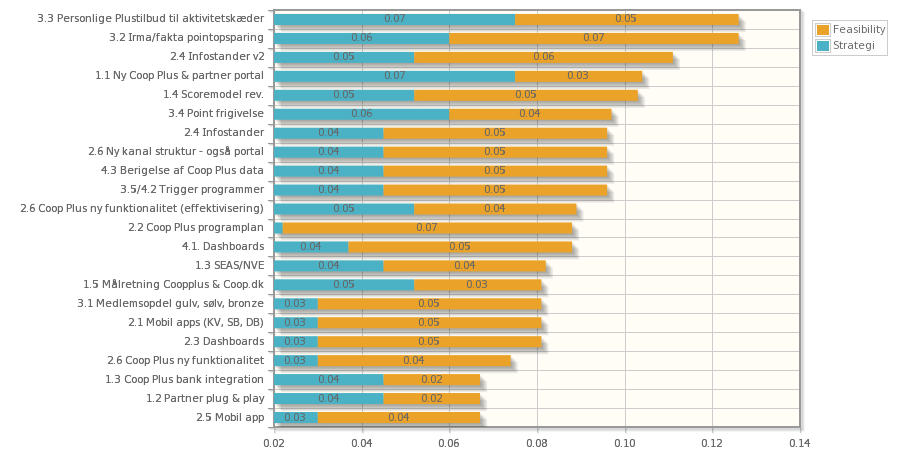 3.3 Personlige Plustilbud til aktivitetskæder 0.07 0.05
3.2 Irma/fakta pointopsparing 0.06 0.07
2.4 Infostander v2 0.05 0.06
1.1 Ny Coop Plus & partner portal 0.07 0.03
1.4 Scoremodel rev. 0.05 0.05
3.4 Point frigivelse 0.06 0.04
2.4 Infostander 0.04 0.05
2.6 Ny kanal struktur - også portal 0.04 0.05
4.3 Berigelse af Coop Plus data 0.04 0.05
3.5/4.2 Trigger programmer 0.04 0.05
2.6 Coop Plus ny funktionalitet (effektivisering) 0.05 0.04
2.2 Coop Plus programplan 0.07
4.1. Dashboards 0.04 0.05
1.3 SEAS/NVE 0.04 0.04
1.5 Målretning Coopplus & Coop.dk 0.05 0.03
3.1 Medlemsopdel gulv, sølv, bronze 0.03 0.05
2.1 Mobil apps (KV, SB, DB) 0.03 0.05
2.3 Dashboards 0.03 0.05
2.6 Coop Plus ny funktionalitet 0.03 0.04
1.3 Coop Plus bank integration 0.04 0.02
1.2 Partner plug & play 0.04 0.02
2.5 Mobil app 0.03 0.04
0.02 0.04 0.06 0.08 0.10 0.12 0.14
Feasibility
Strategi